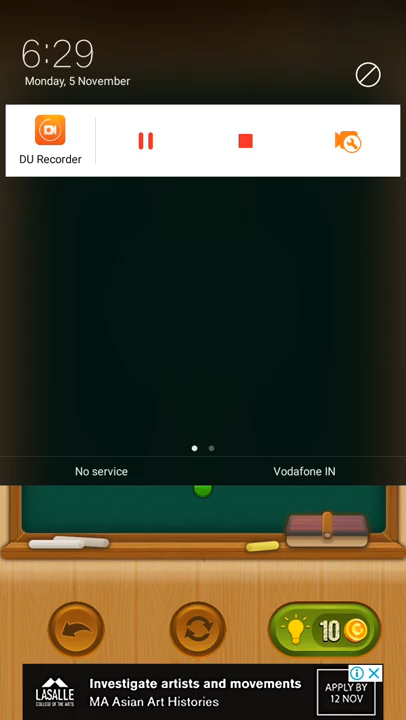 6:29
Monday, 5 November
DU Recorder
No service
Vodafone IN
10
LASALLE
COLLEGE OF THE ARTS
Investigate artists and movements
MA Asian Art Histories
APPLY BY
12 NOV